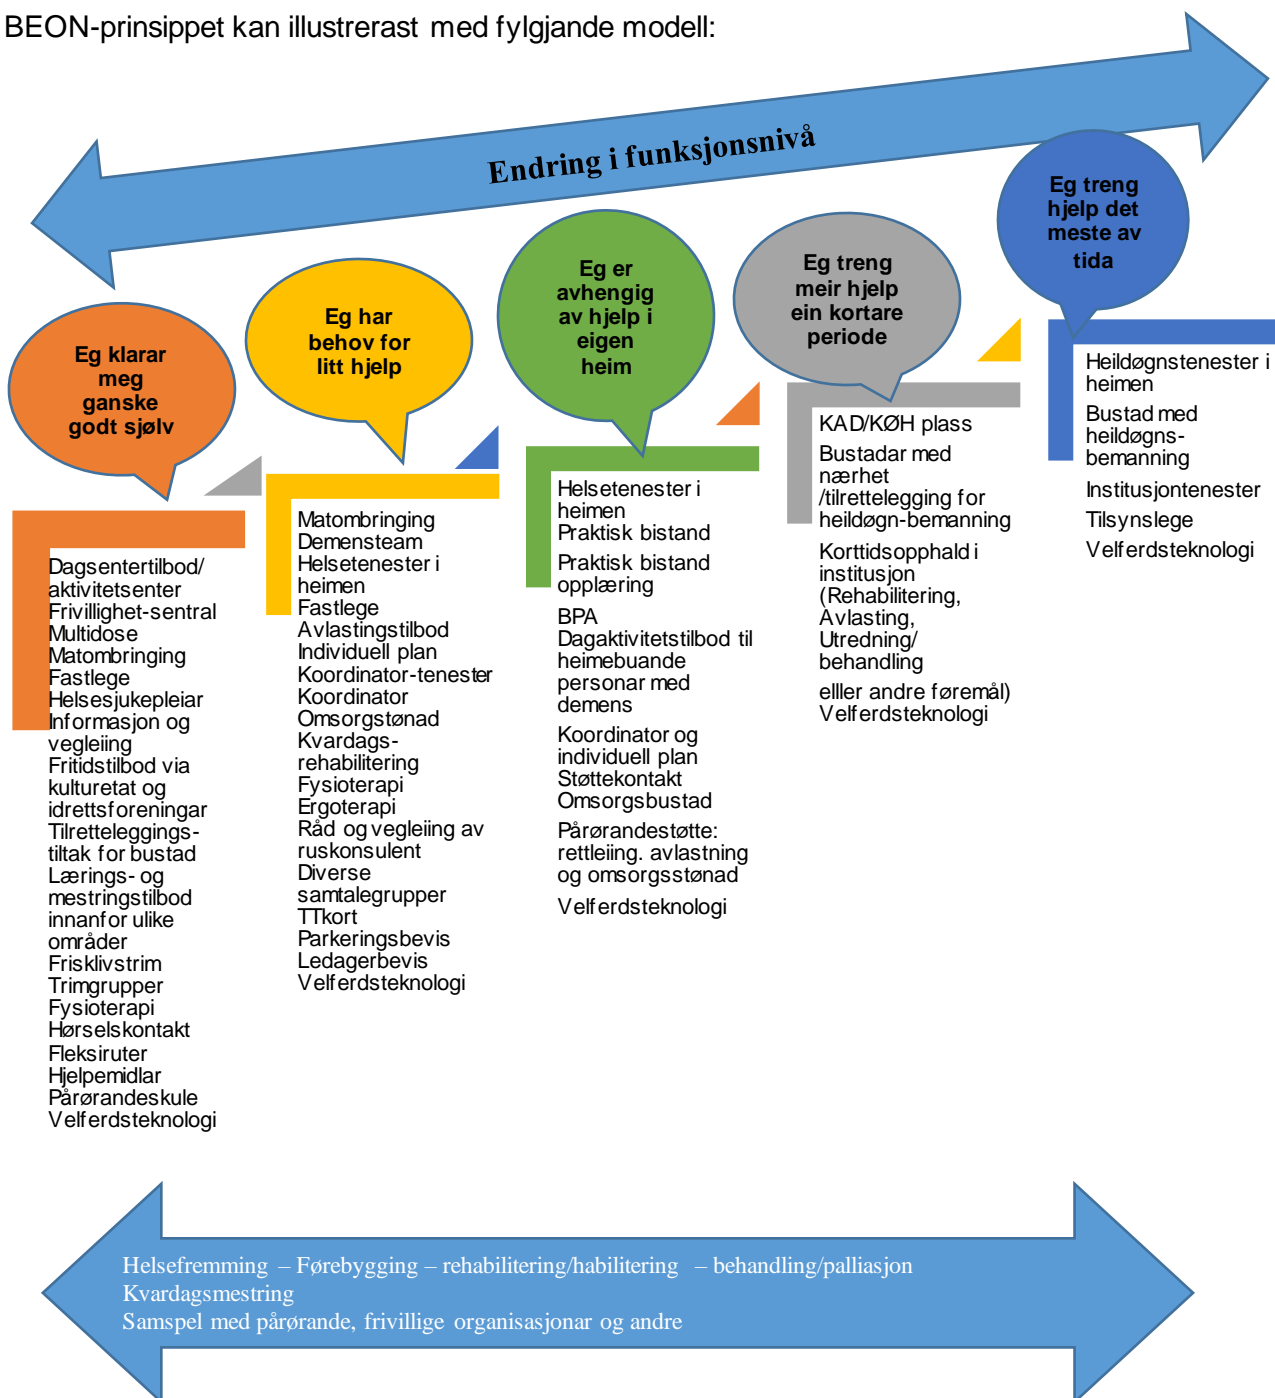 BEON-prinsippet kan illustrerast med fylgjande modell:
Endring i funksjonsnivå
Eg klarar
meg
ganske
godt sjølv
Dagsentertilbod/
aktivitetsenter
Frivillighet-sentral
Multidose
Matombringing
Fastlege
Helsesjukepleiar
Informasjon og
vegleiing
Fritidstilbod via
kulturetat og
idrettsforeningar
Tilretteleggings-
tiltak for bustad
Lærings- og
mestringstilbod
innanfor ulike
områder
Frisklivstrim
Trimgrupper
Fysioterapi
Hørselskontakt
Fleksiruter
Hjelpemidlar
Pårørandeskule
Velferdsteknologi
Eg har
behov for
litt hjelp
Matombringing
Demensteam
Helsetenester i
heimen
Fastlege
Avlastingstilbod
Individuell plan
Koordinator-tenester
Koordinator
Omsorgstønad
Kvardags-
rehabilitering
Fysioterapi
Ergoterapi
Råd og vegleiing av
ruskonsulent
Diverse
samtalegrupper
TTkort
Parkeringsbevis
Ledagerbevis
Velferdsteknologi
Eg er
avhengig
av hjelp i
eigen
heim
Helsetenester i
heimen
Praktisk bistand
Praktisk bistand
opplæring
BPA
Dagaktivitetstilbod til
heimebuande
personar med
demens
Koordinator og
individuell plan
Støttekontakt
Omsorgsbustad
Pårørandestøtte:
rettleiing. avlastning
og omsorgsstønad
Velferdsteknologi
Eg treng
meir hjelp
ein kortare
periode
KAD/KØH plass
Bustadar med
nærhet
/tilrettelegging for
heildøgn-bemanning
Korttidsopphald i
institusjon
(Rehabilitering,
Avlasting,
Utredning/
behandling
elller andre føremål)
Velferdsteknologi
Eg treng
hjelp det
meste av
tida
Heildøgnstenester i
heimen
Bustad med
heildøgns-
bemanning
Institusjontenester
Tilsynslege
Velferdsteknologi
Helsefremming – Førebygging – rehabilitering/habilitering – behandling/palliasjon
Kvardagsmestring
Samspel med pårørande, frivillige organisasjonar og andre